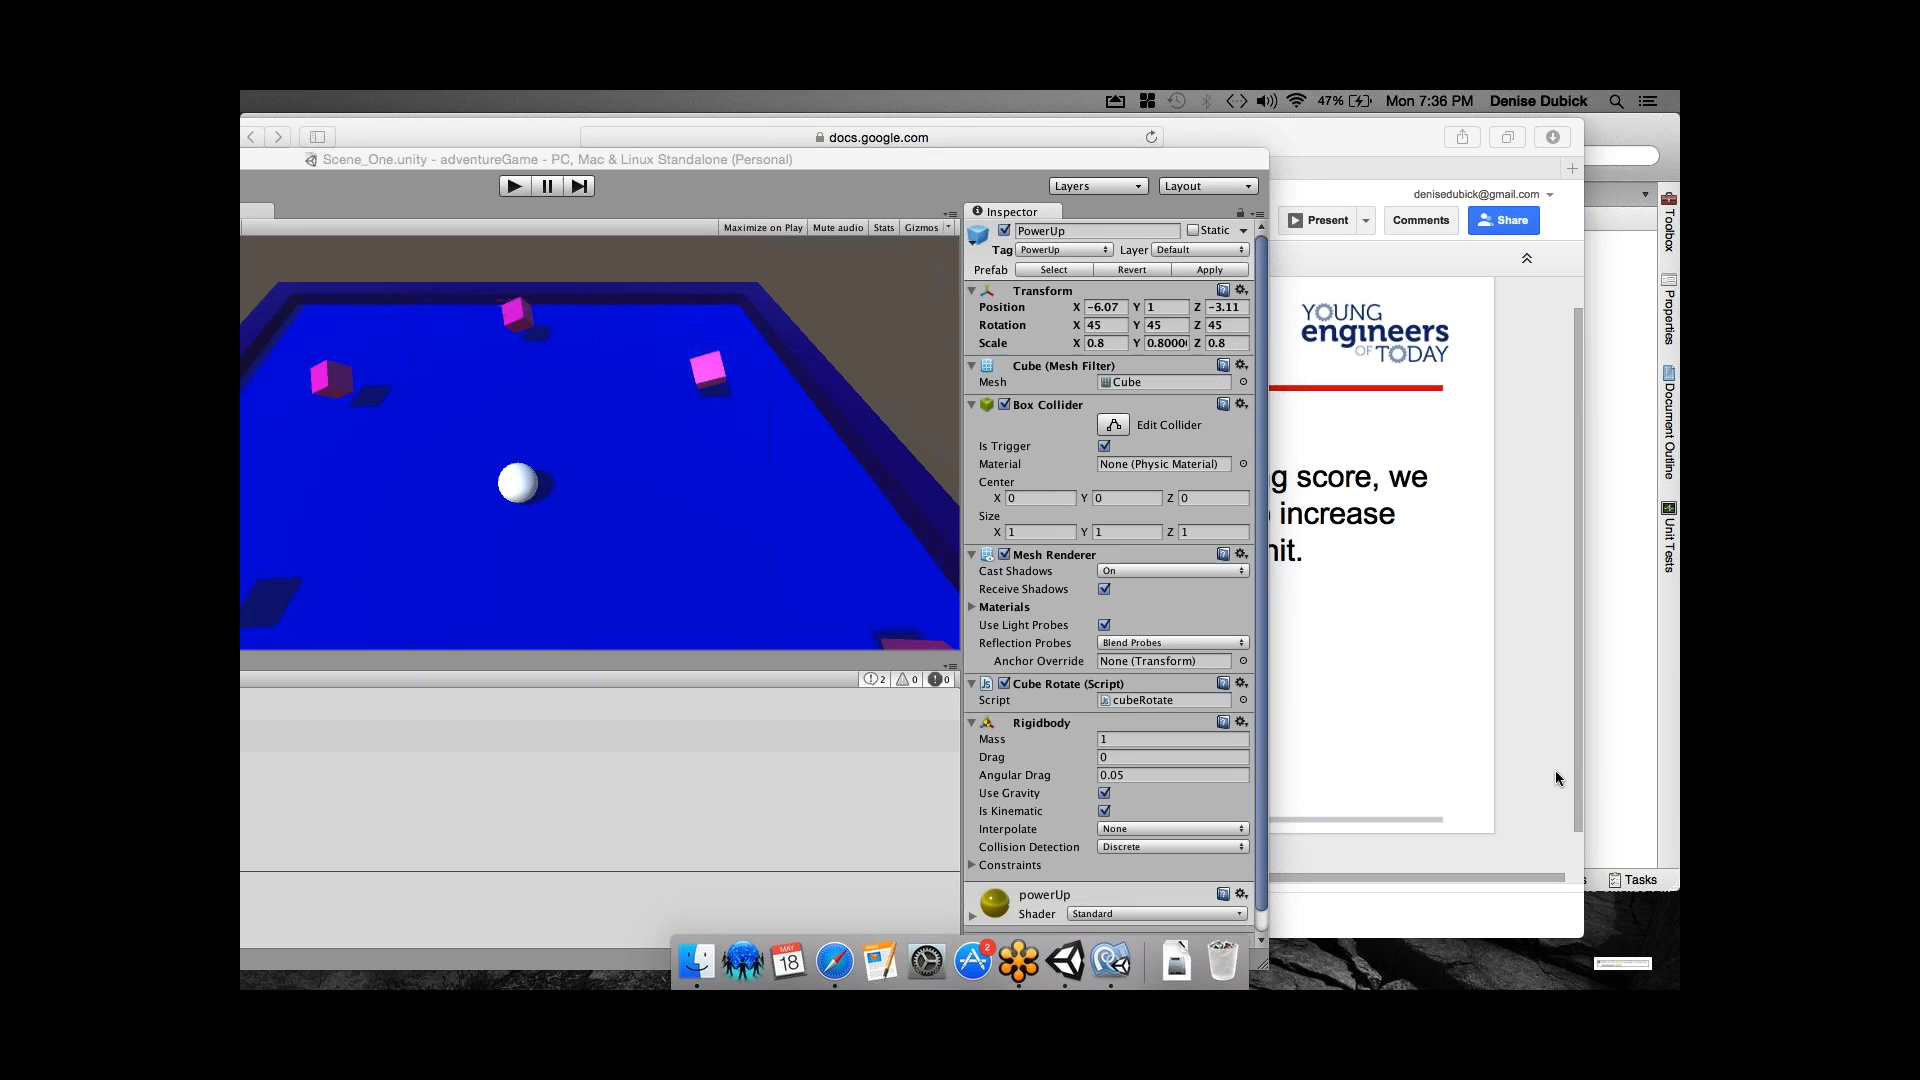 47% Mon 7:36 PM Denise Dubick
docs.google.com
Scene_One.unity - adventureGame - PC, Mac & Linux Standalone (Personal)
Layers Layout
Inspector
Maximize on Play Mute audio Stats Gizmos
PowerUp Static
Tag PowerUp Layer Default
Prefab Select Revert Apply
Transform
Position X -6.07 Y 1 Z -3.11
Rotation X 45 Y 45 Z 45
Scale X 0.8 Y 0.8000 Z 0.8
Cube (Mesh Filter)
Mesh Cube
Box Collider
Edit Collider
Is Trigger
Material None (Physic Material)
Center
X 0 Y 0 Z 0
Size
X 1 Y 1 Z 1
Mesh Renderer
Cast Shadows On
Receive Shadows
Materials
Use Light Probes
Reflection Probes Blend Probes
Anchor Override None (Transform)
2 0 0
Cube Rotate (Script)
Script cubeRotate
Rigidbody
Mass 1
Drag 0
Angular Drag 0.05
Use Gravity
Is Kinematic
Interpolate None
Collision Detection Discrete
Constraints
powerUp
Shader Standard
denisedubick@gmail.com
Present Comments Share
YOUNG
engineers
OF TODAY
g score, we
increase
hit.
Toolbox
Properties
Document Outline
Unit Tests
s Tasks
MAY
18
2